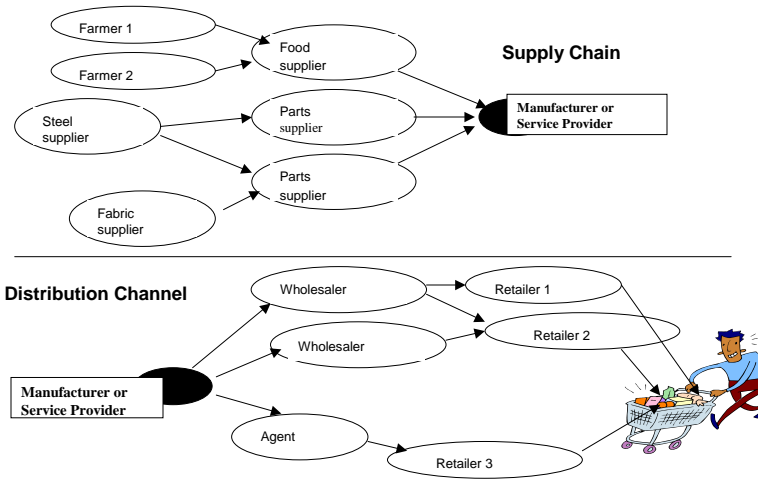 Farmer 1
Farmer 2
Food
supplier
Supply Chain
Steel
supplier
Parts
supplier
Manufacturer or
Service Provider
Parts
supplier
Fabric
supplier
Distribution Channel
Wholesaler
Retailer 1
Wholesaler
Retailer 2
Manufacturer or
Service Provider
Agent
Retailer 3